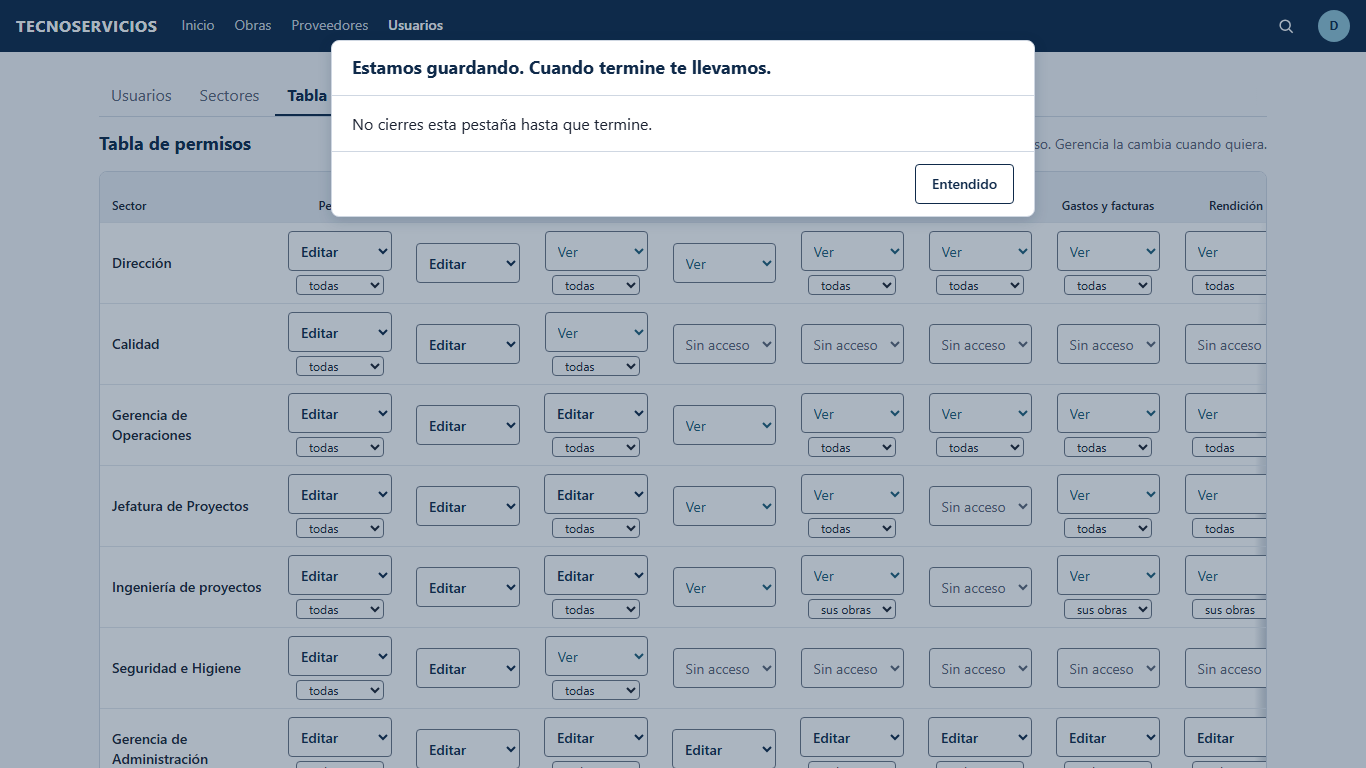 TECNOSERVICIOS Inicio Obras Proveedores Usuarios D
Estamos guardando. Cuando termine te llevamos.
Usuarios Sectores Tabla
No cierres esta pestaña hasta que termine.
Tabla de permisos Gerencia la cambia cuando quiera.
Entendido
Sector Gastos y facturas Rendición
Editar Ver Ver Ver Ver Ver
Dirección Editar Ver
todas todas todas todas todas todas
Editar Ver
Calidad Editar Sin acceso Sin acceso Sin acceso Sin acceso Sin acceso
todas todas
Editar Editar Ver Ver Ver Ver
Gerencia de
Operaciones Editar Ver
todas todas todas todas todas todas
Editar Editar Ver Ver Ver
Jefatura de Proyectos Editar Ver Sin acceso
todas todas todas todas todas
Editar Editar Ver Ver Ver
Ingeniería de proyectos Editar Ver Sin acceso
todas todas sus obras sus obras sus obras
Editar Ver
Seguridad e Higiene Editar Sin acceso Sin acceso Sin acceso Sin acceso Sin acceso
todas todas
Editar Editar Editar Editar Editar Editar
Gerencia de
Administración Editar Editar